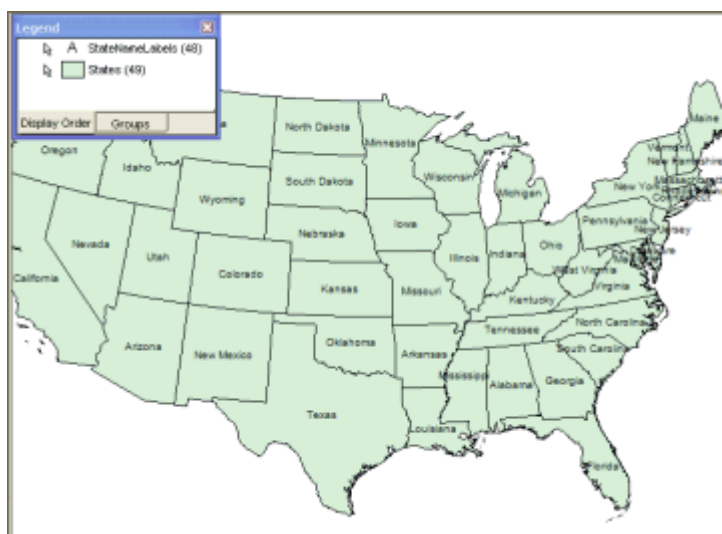 Legend
StateNameLabels (48)
States (49)
Display Order
Groups
Oregon
Idaho
North Dakota
Minnesota
Maine
Vermont
New Hampshire
South Dakota
Wisconsin
Michigan
New York
Wyoming
Iowa
Nebraska
Pennsylvania
New Jersey
Nevada
Utah
Colorado
Illinois
Indiana
Ohio
West Virginia
Virginia
California
Kansas
Missouri
Kentucky
Arizona
New Mexico
Oklahoma
Arkansas
Tennessee
North Carolina
South Carolina
Mississippi
Alabama
Georgia
Texas
Louisiana
Florida